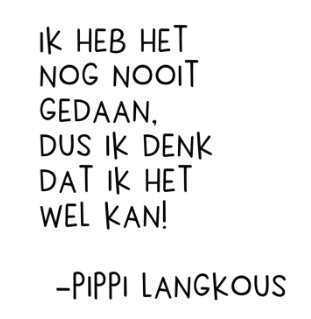 IK HEB HET
NOG NOOIT
GEDAAN,
DUS IK DENK
DAT IK HET
WEL KAN!
-PIPPI LANGKOUS